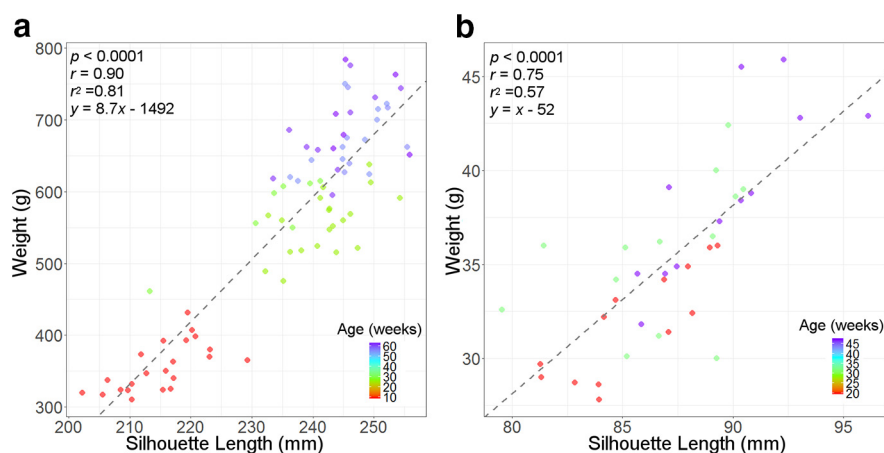 a
p < 0.0001
r = 0.90
r² =0.81
y = 8.7x - 1492
Weight (g)
800
700
600
500
400
300
200
210
220
230
240
250
Silhouette Length (mm)
Age (weeks)
60
50
40
30
20
10
b
p < 0.0001
r = 0.75
r² =0.57
y = x - 52
Weight (g)
45
40
35
30
80
85
90
95
Silhouette Length (mm)
Age (weeks)
45
40
35
30
25
20